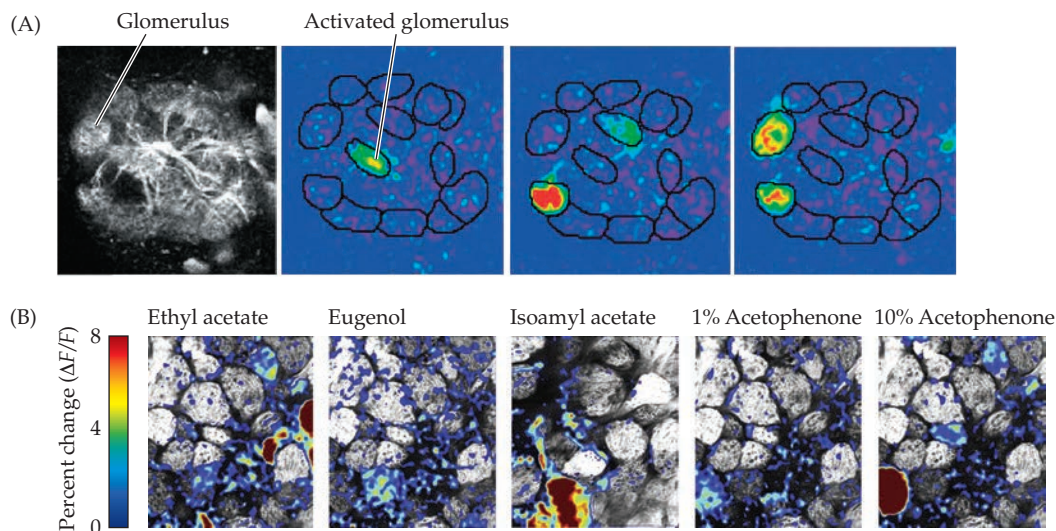 (A)
Glomerulus
Activated glomerulus
(B)
Ethyl acetate
Eugenol
Isoamyl acetate
1% Acetophenone
10% Acetophenone
Percent change (ΔF/F)
8
4
0